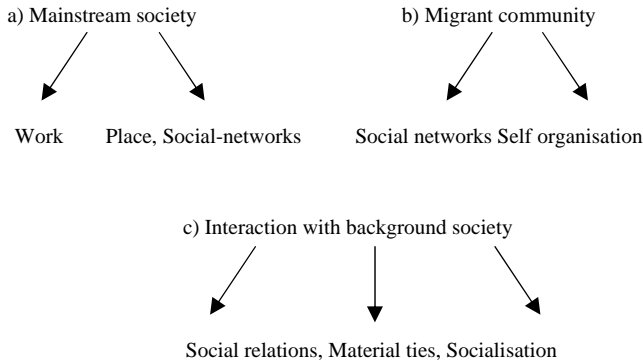 a) Mainstream society
b) Migrant community
Work
Place, Social-networks
Social networks Self organisation
c) Interaction with background society
Social relations, Material ties, Socialisation